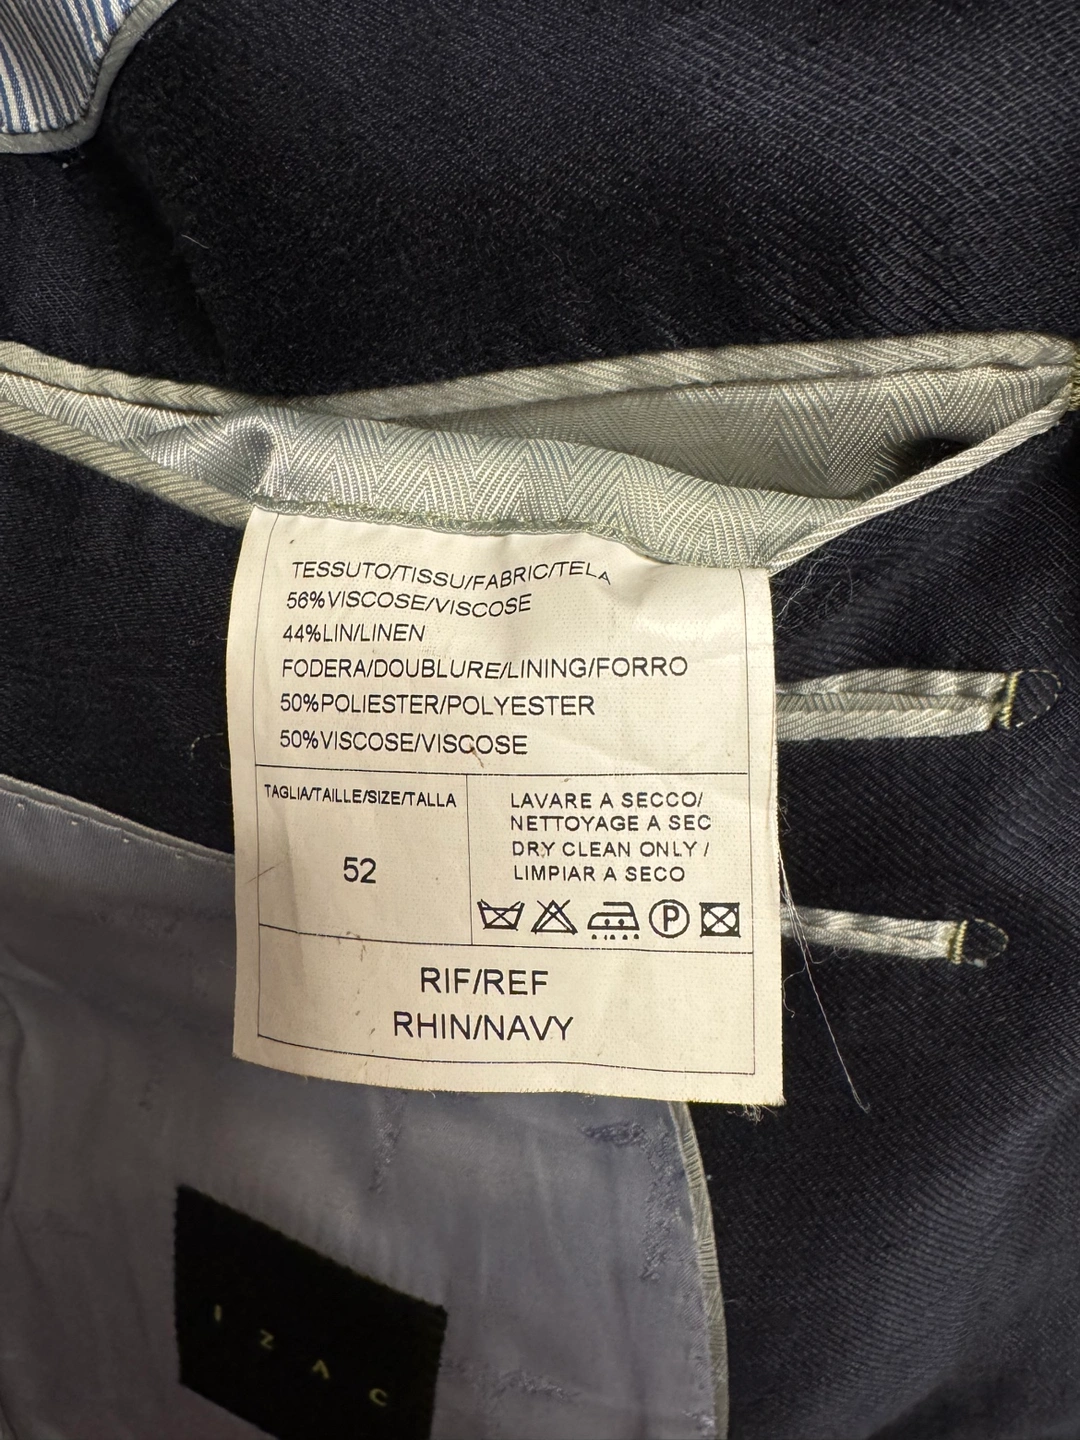 TESSUTO/TISSU/FABRIC/TELA
56%VISCOSE/VISCOSE
44%LIN/LINEN
FODERA/DOUBLURE/LINING/FORRO
50%POLIESTER/POLYESTER
50%VISCOSE/VISCOSE
TAGLIA/TAILLE/SIZE/TALLA
52
LAVARE A SECCO/
NETTOYAGE A SEC
DRY CLEAN ONLY /
LIMPIAR A SECO
P
RIF/REF
RHIN/NAVY
IZAC